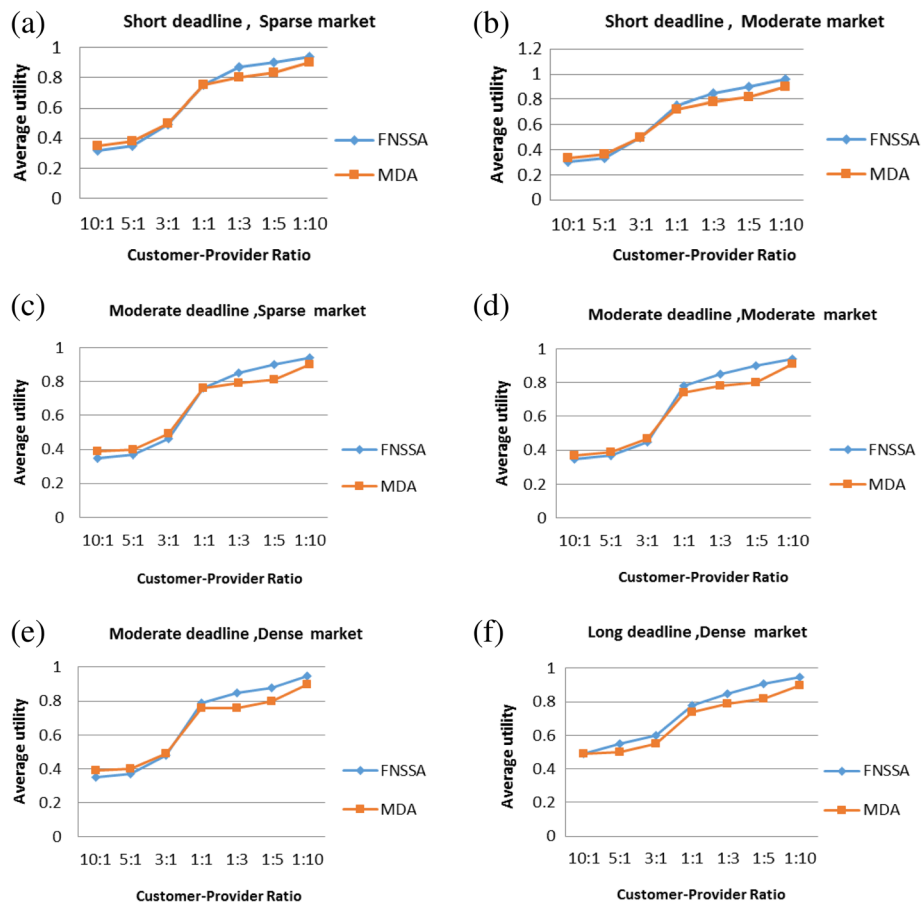 (a)
Short deadline , Sparse market
Average utility
1
0.8
0.6
0.4
0.2
0
10:1 5:1 3:1 1:1 1:3 1:5 1:10
Customer-Provider Ratio
FNSSA
MDA
(b)
Short deadline , Moderate market
Average utility
1.2
1
0.8
0.6
0.4
0.2
0
10:1 5:1 3:1 1:1 1:3 1:5 1:10
Customer-Provider Ratio
FNSSA
MDA
(c)
Moderate deadline ,Sparse market
Average utility
1
0.8
0.6
0.4
0.2
0
10:1 5:1 3:1 1:1 1:3 1:5 1:10
Customer-Provider Ratio
FNSSA
MDA
(d)
Moderate deadline ,Moderate market
Average utility
1
0.8
0.6
0.4
0.2
0
10:1 5:1 3:1 1:1 1:3 1:5 1:10
Customer-Provider Ratio
FNSSA
MDA
(e)
Moderate deadline ,Dense market
Average utility
1
0.8
0.6
0.4
0.2
0
10:1 5:1 3:1 1:1 1:3 1:5 1:10
Customer-Provider Ratio
FNSSA
MDA
(f)
Long deadline ,Dense market
Average utility
1
0.8
0.6
0.4
0.2
0
10:1 5:1 3:1 1:1 1:3 1:5 1:10
Customer-Provider Ratio
FNSSA
MDA